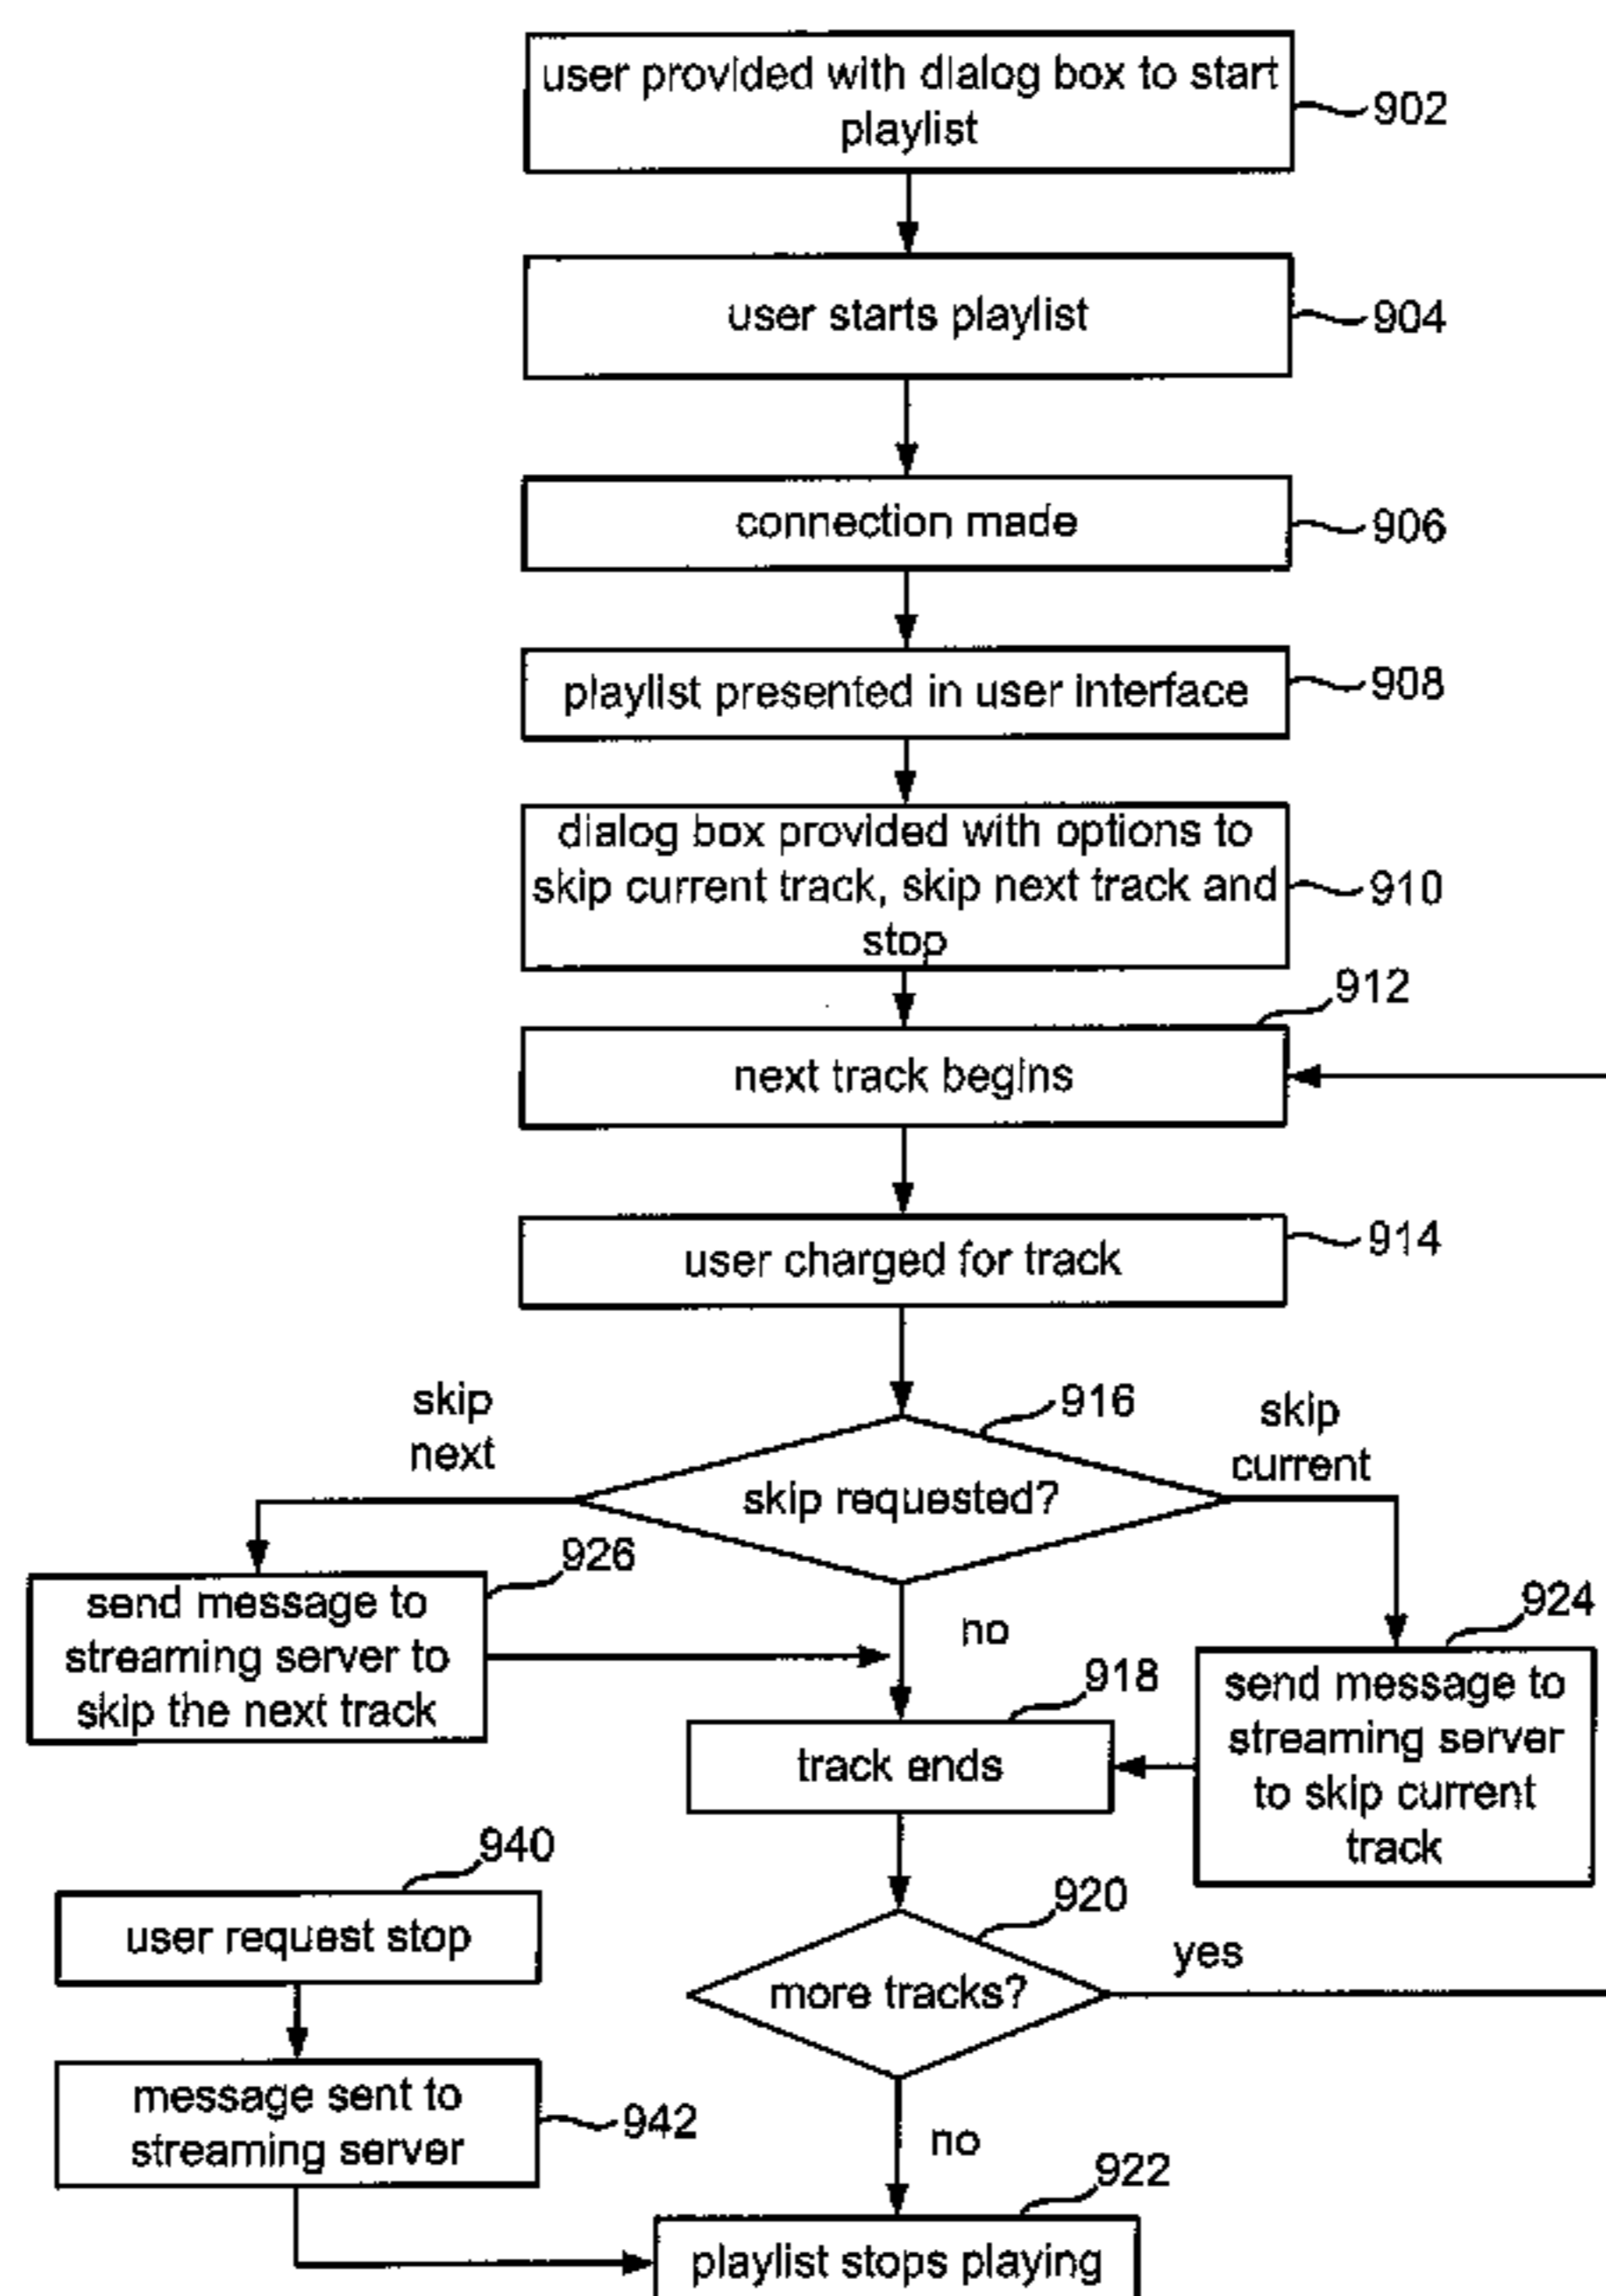 user provided with dialog box to start
playlist
902
user starts playlist
904
connection made
906
playlist presented in user interface
908
dialog box provided with options to
skip current track, skip next track and
stop
910
912
next track begins
user charged for track
914
916
skip
next
skip
current
skip requested?
926
send message to
streaming server to
skip the next track
no
924
send message to
streaming server
to skip current
track
918
track ends
940
user request stop
920
more tracks?
yes
message sent to
streaming server
942
no
922
playlist stops playing